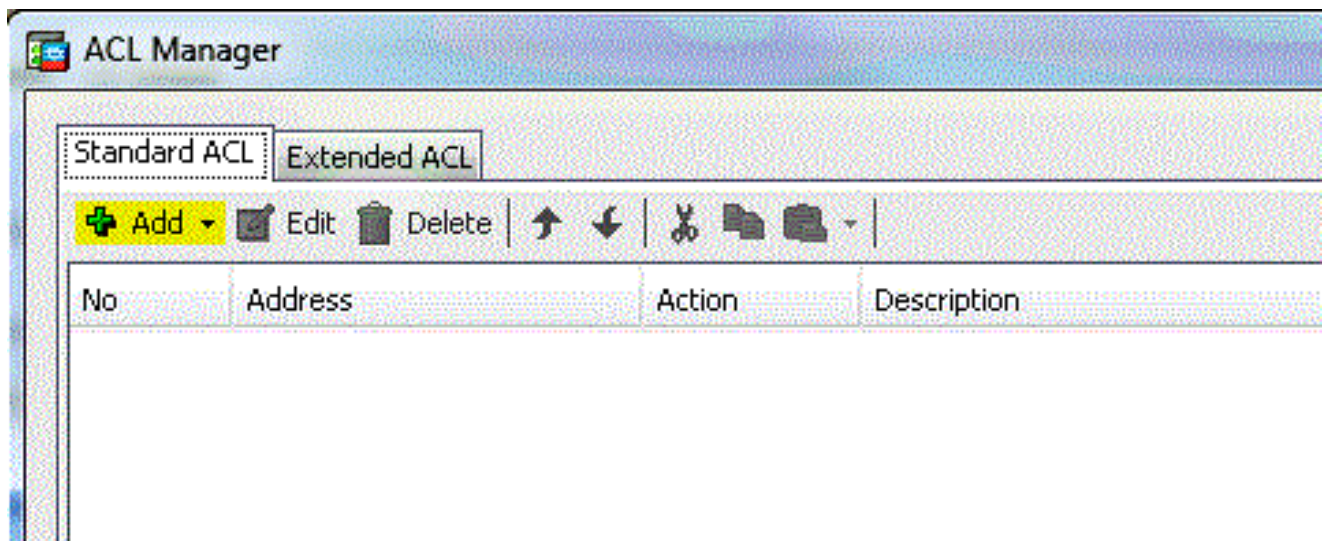 ACL Manager
Standard ACL Extended ACL
Add Edit Delete
No Address Action Description